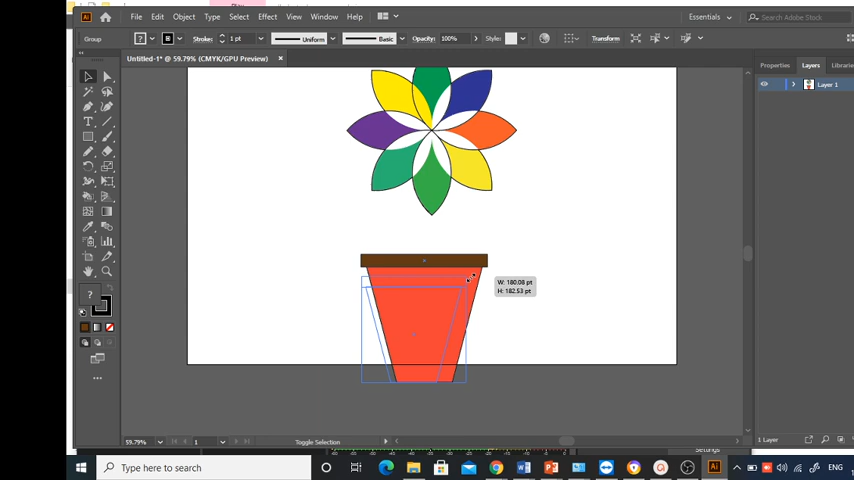 File Edit Object Type Select Effect View Window Help
Essentials
Search Adobe Stock
Group
Stroke:
1 pt
Uniform
Basic
Opacity:
100%
Style:
Transform
Untitled-1* @ 59.79% (CMYK/GPU Preview)
Properties
Layers
Libraries
Layer 1
W: 180.08 pt
H: 182.53 pt
59.79%
1
Toggle Selection
1 Layer
Settings
Type here to search
ENG